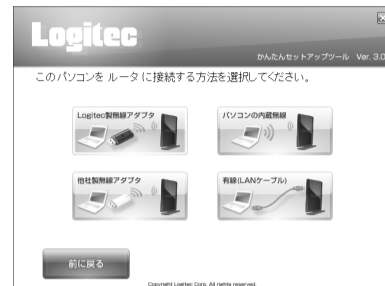 Logitec
かんたんセットアップツール Ver. 3.0
このパソコンを ルータ に接続する方法を選択してください。
Logitec製無線アダプタ
パソコンの内蔵無線
他社製無線アダプタ
有線(LANケーブル)
前に戻る
Copyright Logitec Corp. All rights reserved.